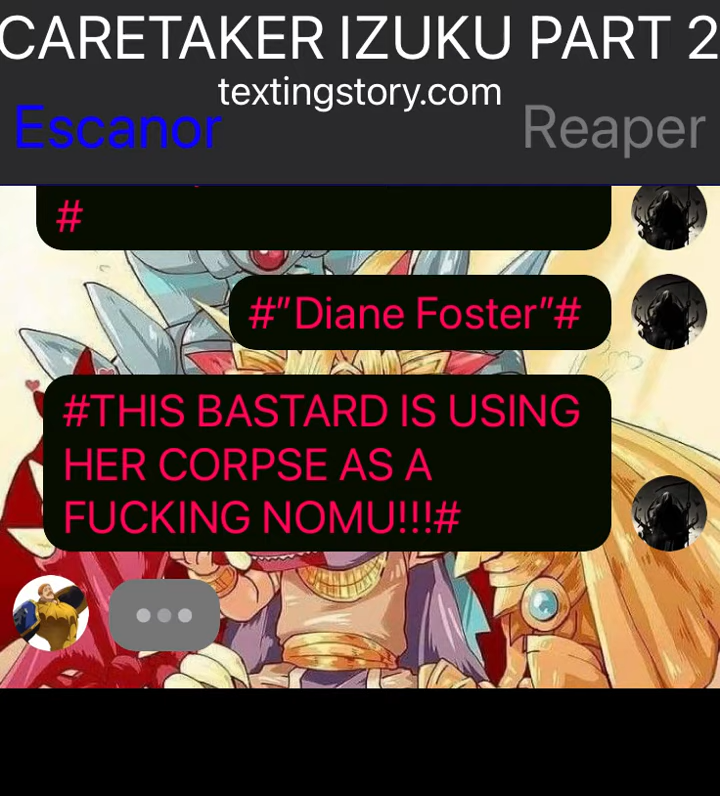 CARETAKER IZUKU PART 2
textingstory.com
Escanor
Reaper
#
#"Diane Foster"#
#THIS BASTARD IS USING
HER CORPSE AS A
FUCKING NOMU!!!#